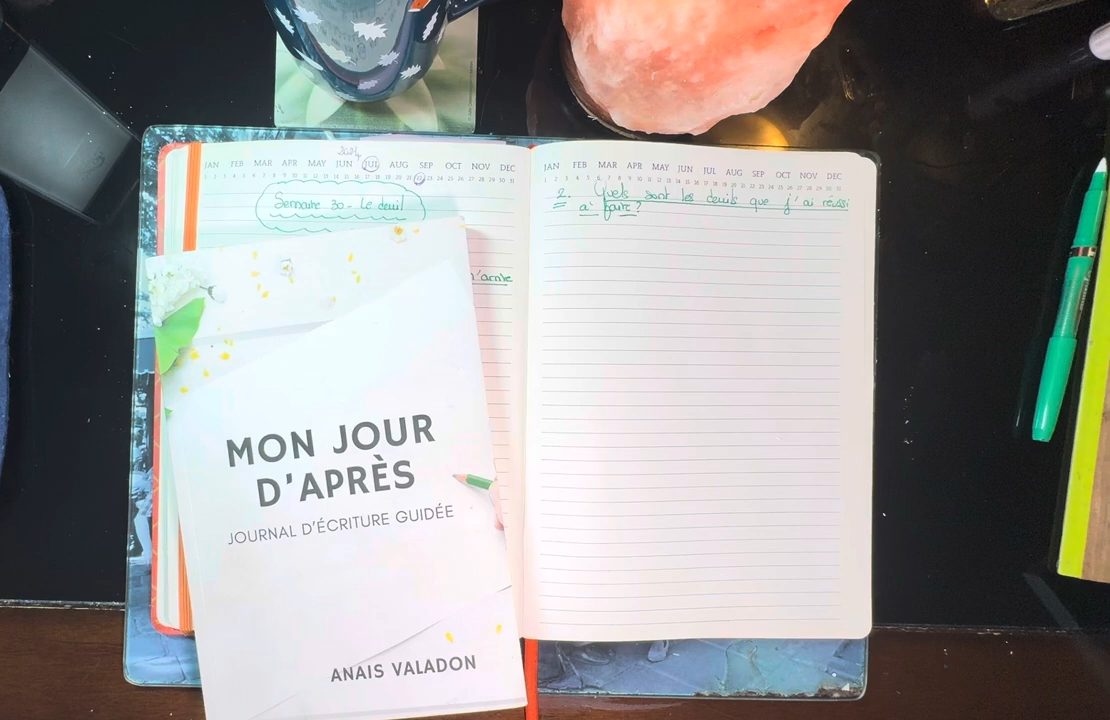 2024
JAN FEB MAR APR MAY JUN JUL AUG SEP OCT NOV DEC
Semaine 30 - Le deuil
m'arrive
MON JOUR
D'APRÈS
JOURNAL D'ÉCRITURE GUIDÉE
ANAIS VALADON
JAN FEB MAR APR MAY JUN JUL AUG SEP OCT NOV DEC
2. Quels sont les deuils que j'ai réussi
à faire?